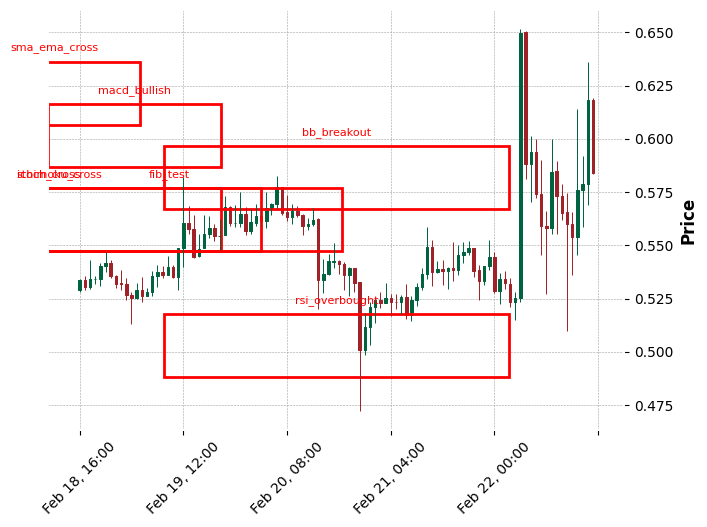 sma_ema_cross
macd_bullish
bb_breakout
fib_test
rsi_overbought
0.650
0.625
0.600
0.575
0.550
0.525
0.500
0.475
Price
Feb 18, 16:00
Feb 19, 12:00
Feb 20, 08:00
Feb 21, 04:00
Feb 22, 00:00